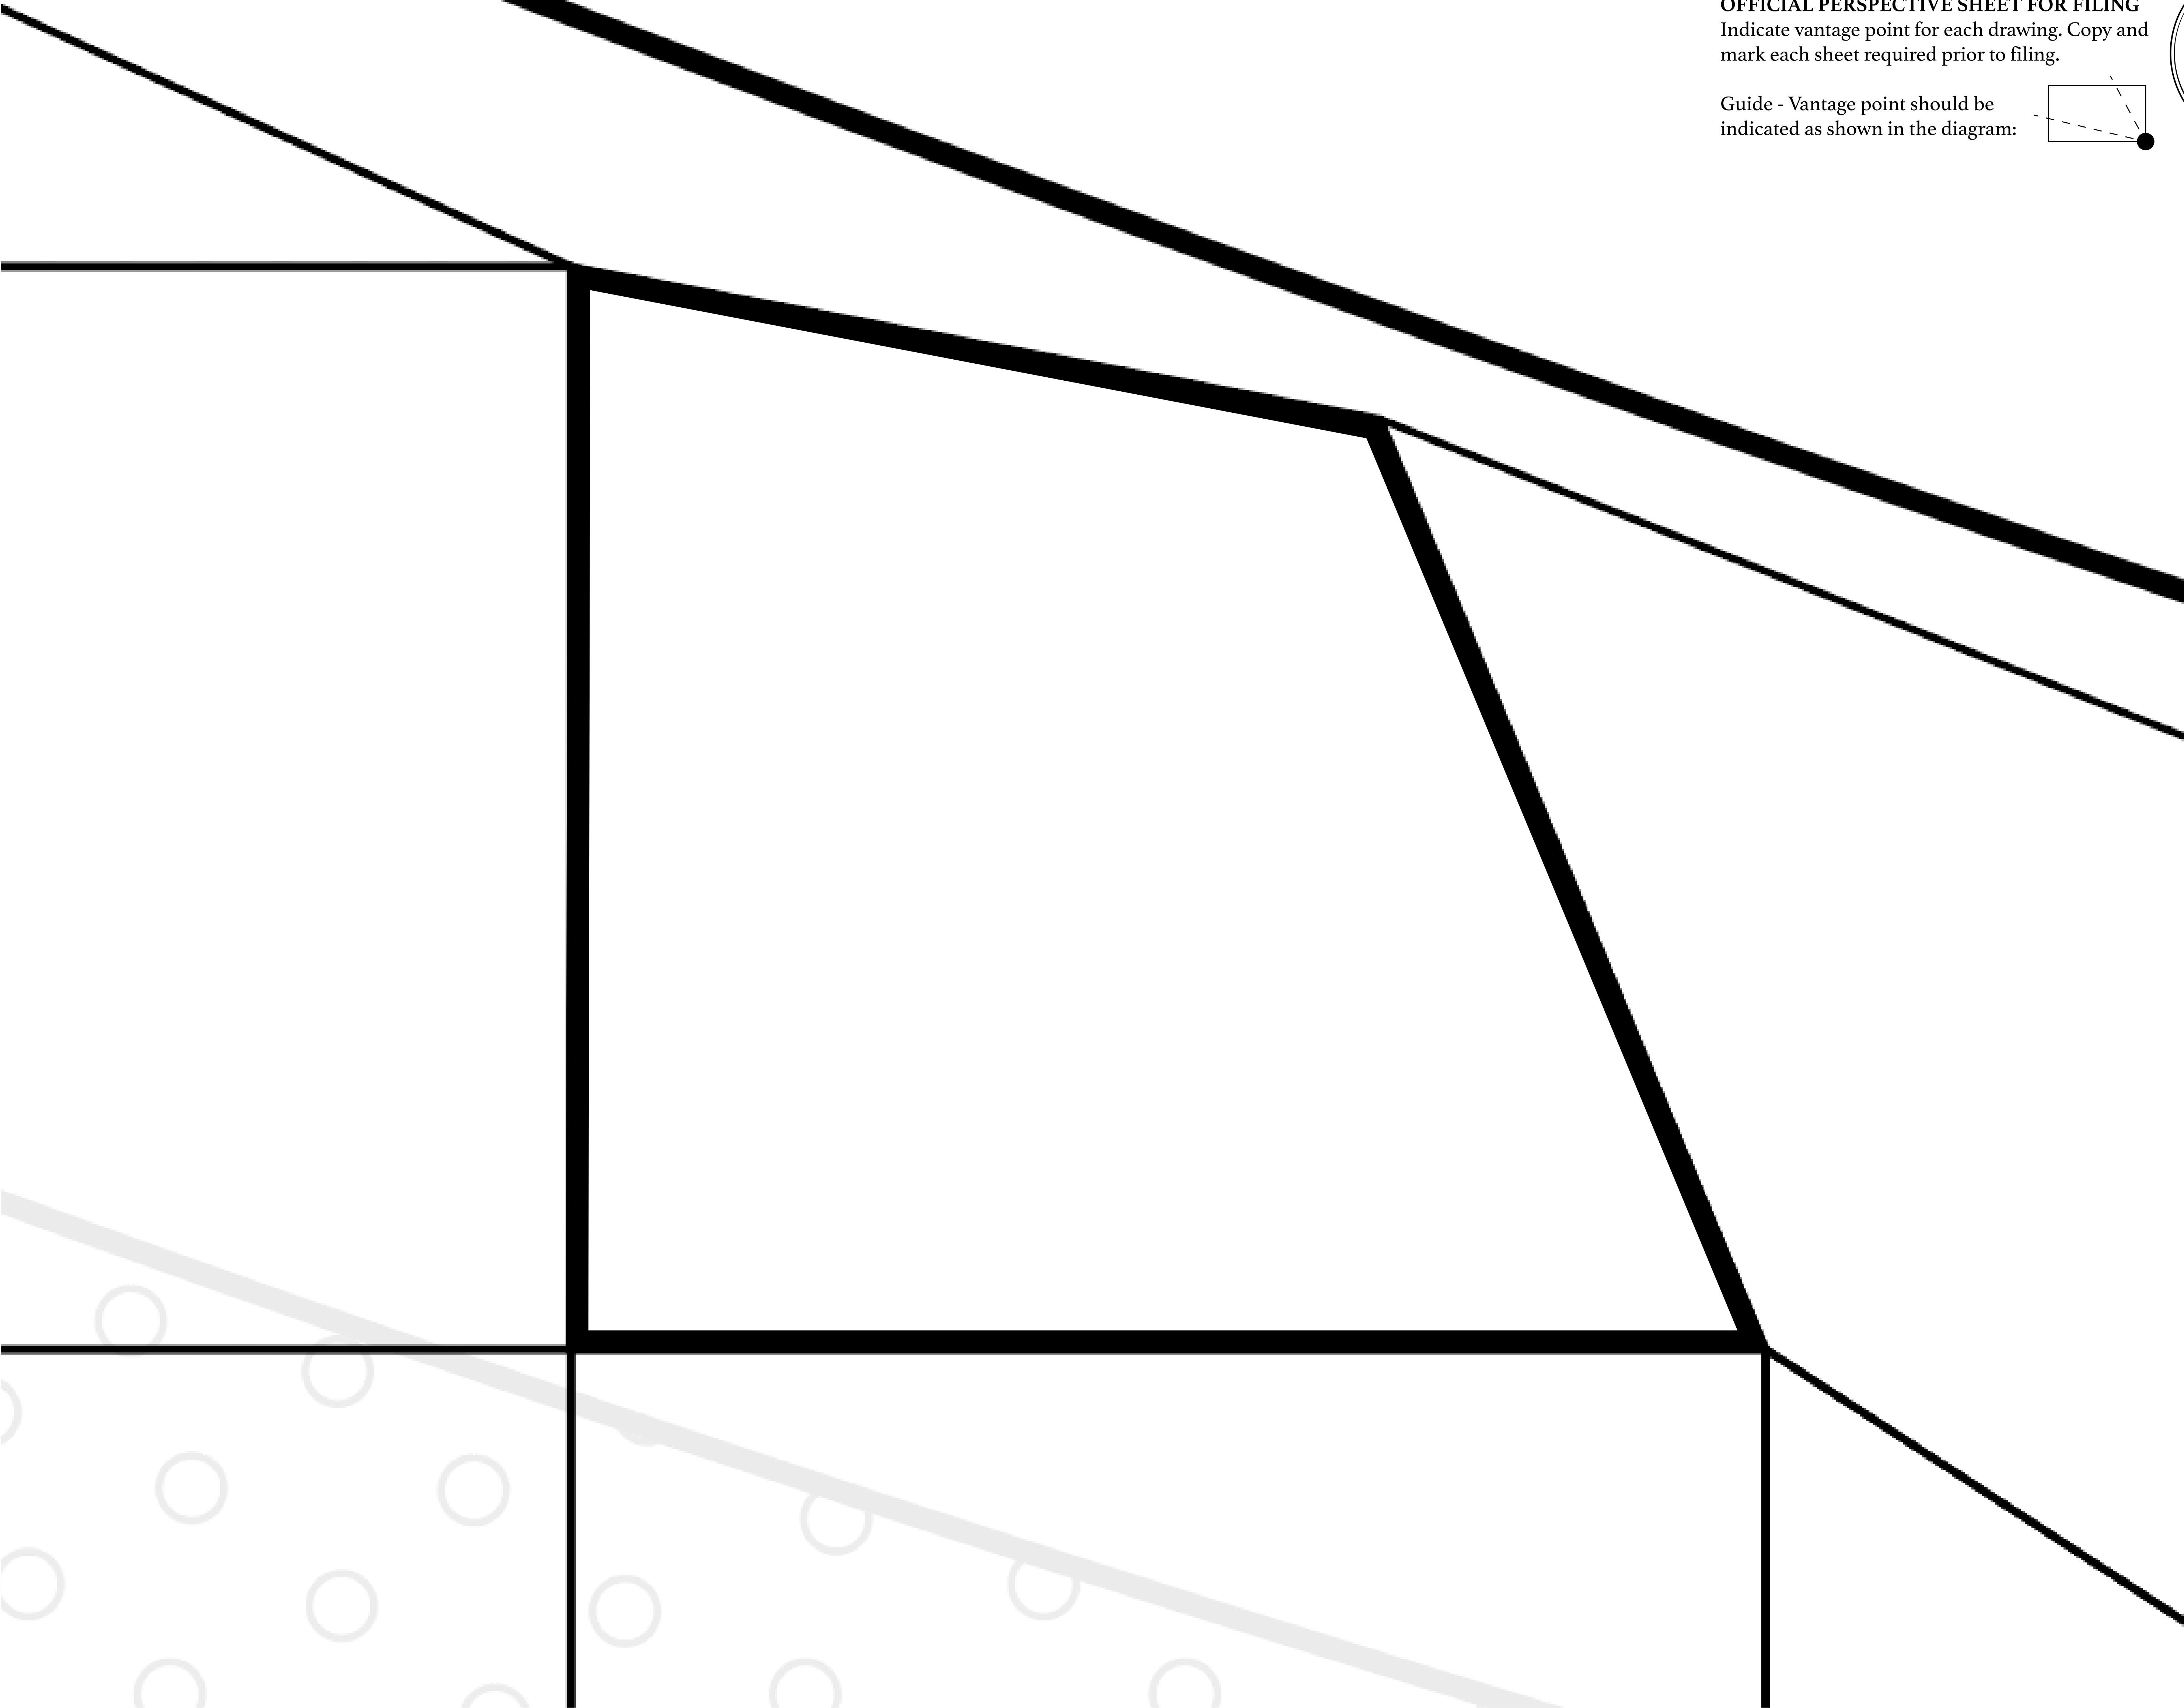 OFFICIAL PERSPECTIVE SHEET FOR FILING
Indicate vantage point for each drawing. Copy and
mark each sheet required prior to filing.
Guide - Vantage point should be
indicated as shown in the diagram: